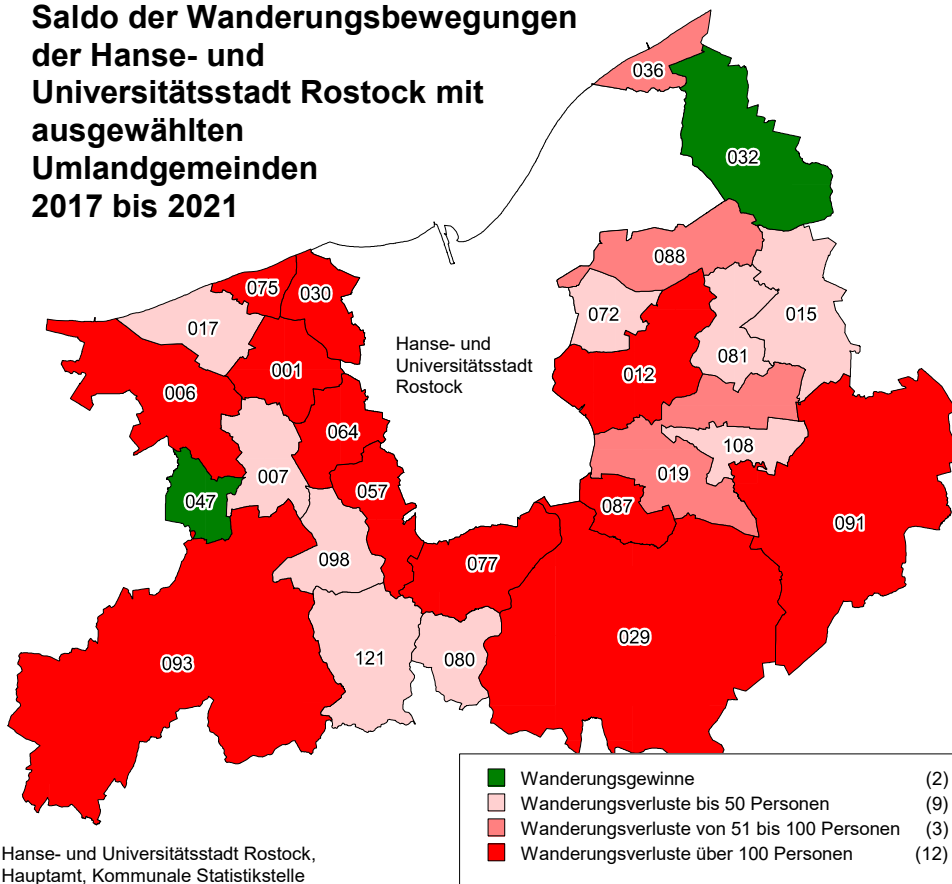 Saldo der Wanderungsbewegungen
der Hanse- und
Universitätsstadt Rostock mit
ausgewählten
Umlandgemeinden
2017 bis 2021
036
032
088
075
030
017
072
015
Hanse- und
Universitätsstadt
Rostock
081
001
012
006
064
108
007
019
057
047
087
091
098
077
029
121
080
093
Wanderungsgewinne (2)
Wanderungsverluste bis 50 Personen (9)
Wanderungsverluste von 51 bis 100 Personen (3)
Wanderungsverluste über 100 Personen (12)
Hanse- und Universitätsstadt Rostock,
Hauptamt, Kommunale Statistikstelle